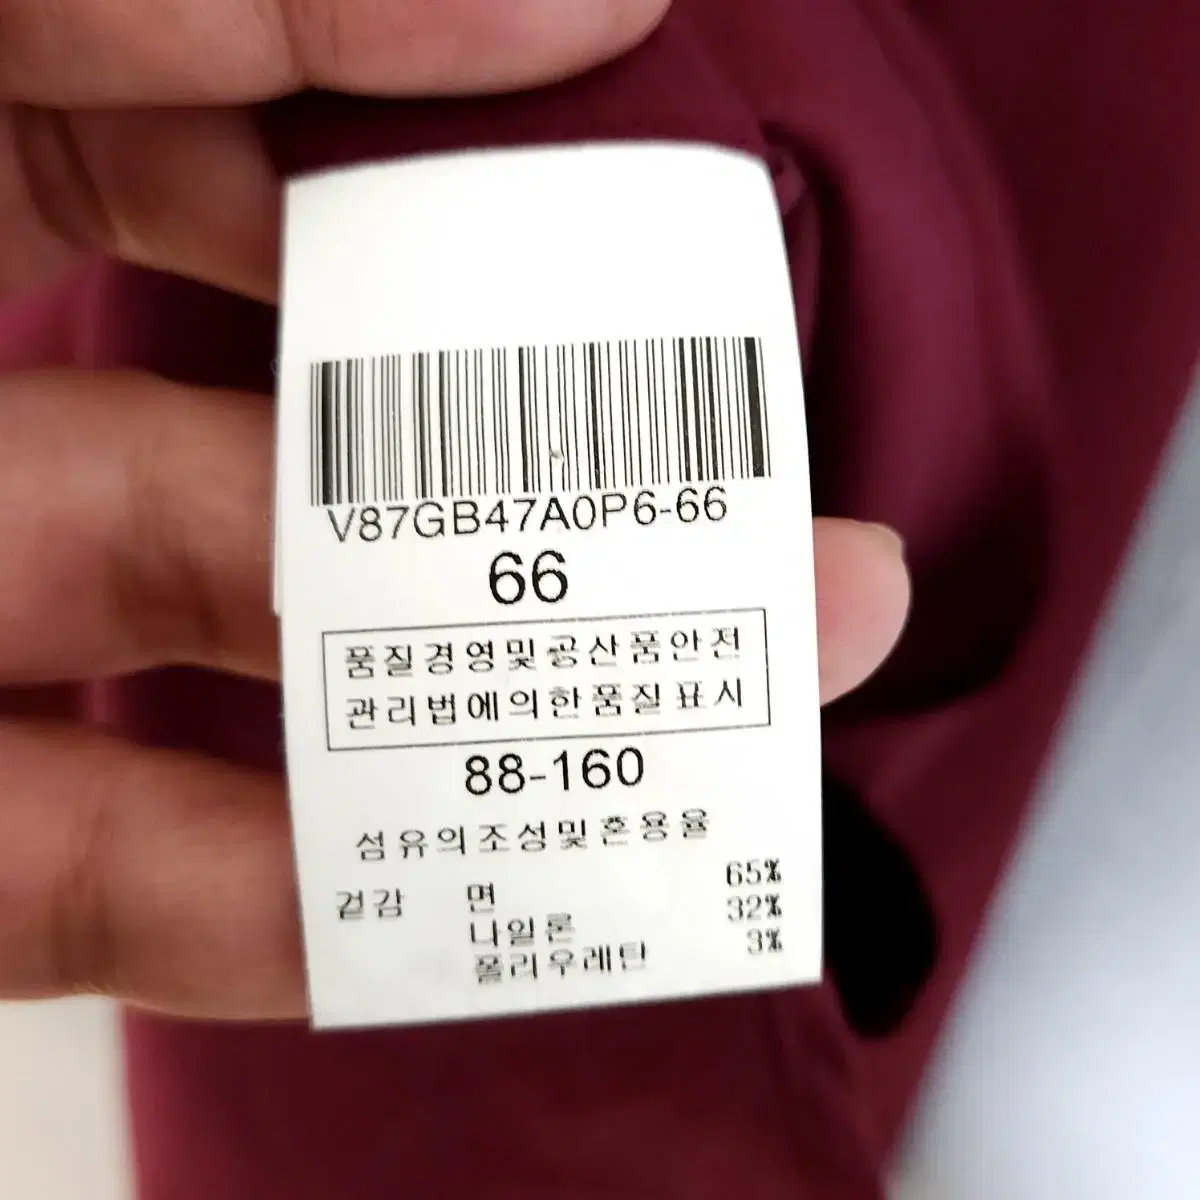 V87GB47A0P6-66
66
품질경영및공산품안전
관리법에의한품질표시
88-160
섬유의조성및혼용율
겉감 면 65%
나일론 32%
폴리우레탄 3%